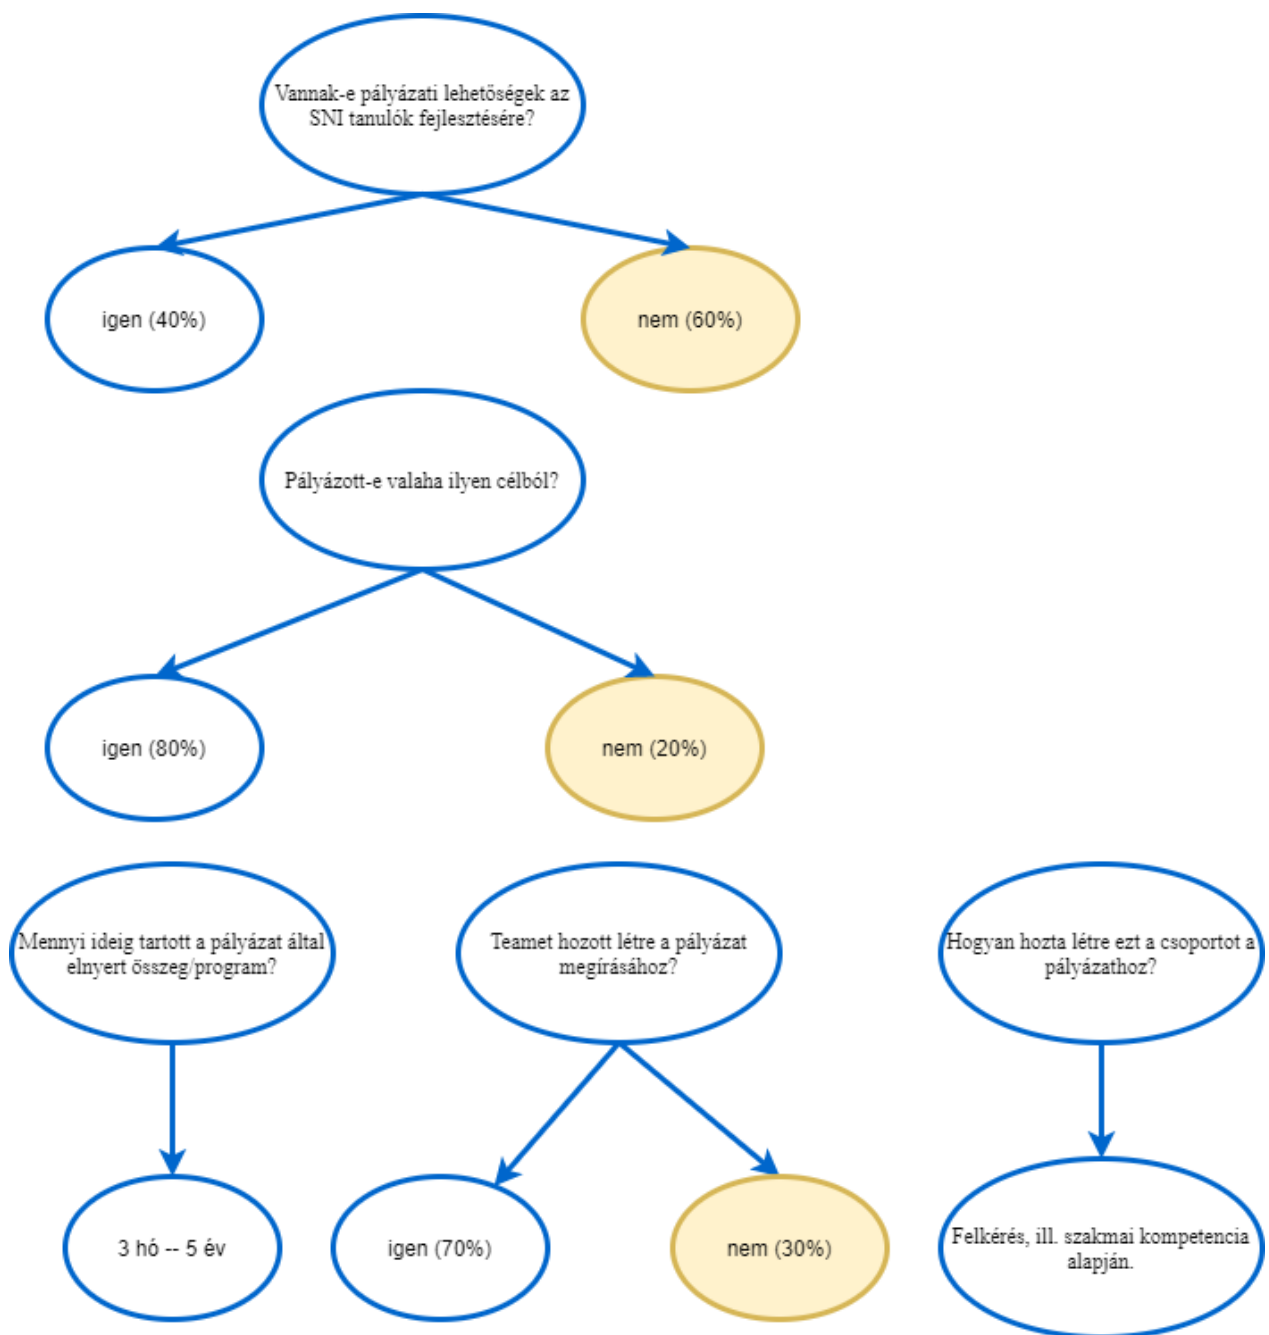 Vannak-e pályázati lehetőségek az
SNI tanulók fejlesztésére?
igen (40%)
nem (60%)
Pályázott-e valaha ilyen célból?
igen (80%)
nem (20%)
Mennyi ideig tartott a pályázat által
elnyert összeg/program?
Teamet hozott létre a pályázat
megírásához?
Hogyan hozta létre ezt a csoportot a
pályázathoz?
3 hó -- 5 év
igen (70%)
nem (30%)
Felkérés, ill. szakmai kompetencia
alapján.